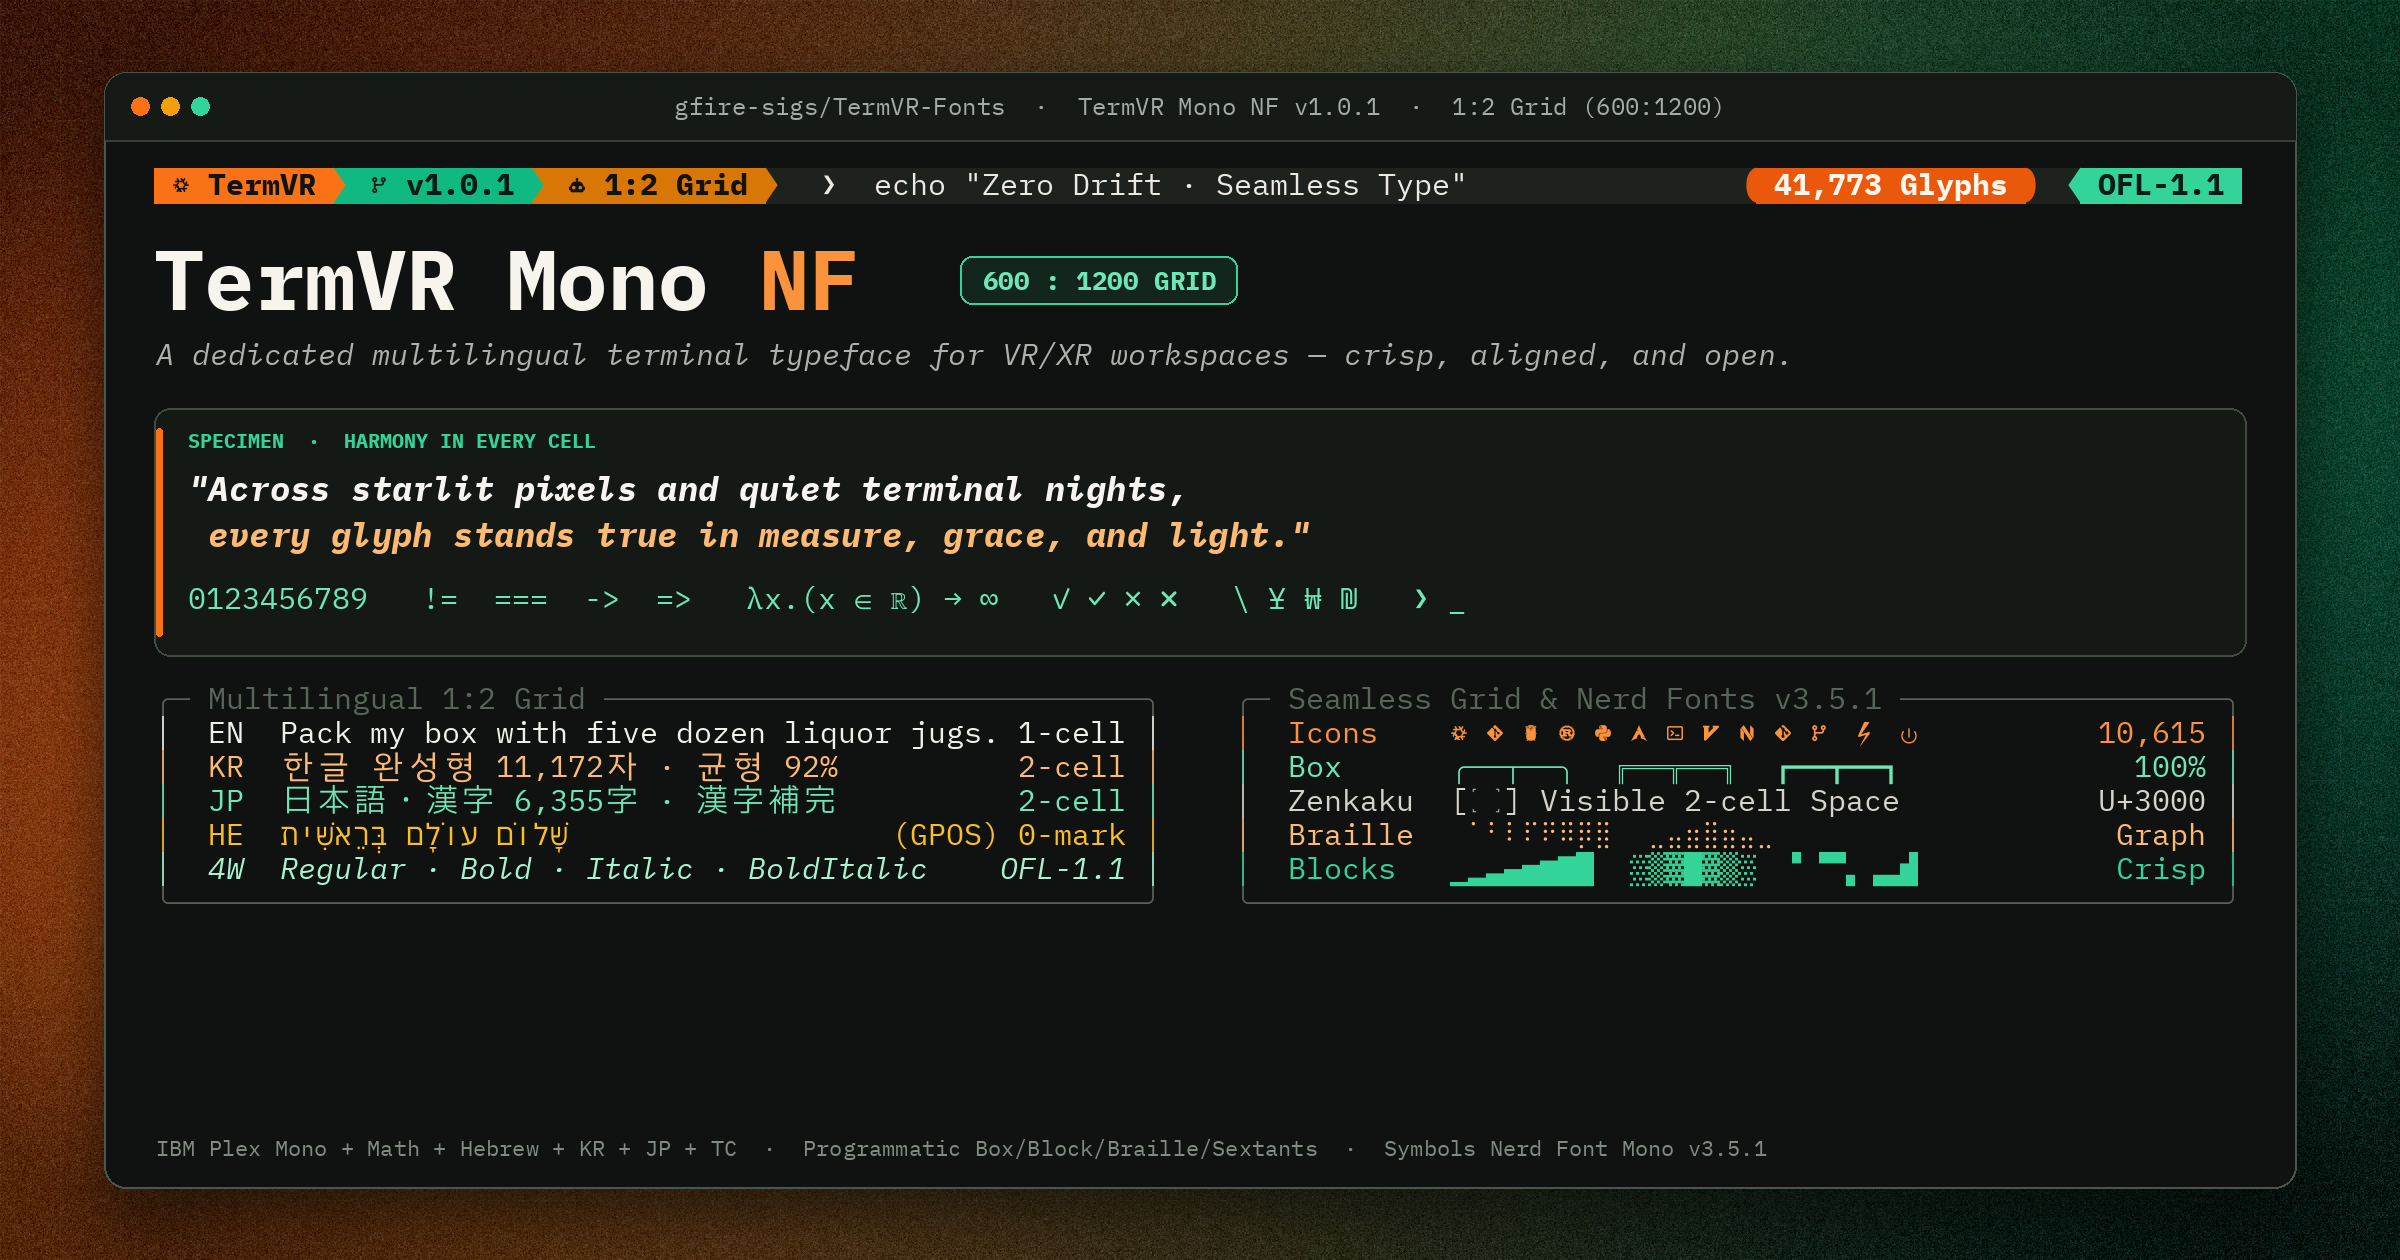 gfire-sigs/TermVR-Fonts · TermVR Mono NF v1.0.1 · 1:2 Grid (600:1200)
TermVR v1.0.1 1:2 Grid ❯ echo "Zero Drift · Seamless Type" 41,773 Glyphs OFL-1.1
TermVR Mono NF 600 : 1200 GRID
A dedicated multilingual terminal typeface for VR/XR workspaces — crisp, aligned, and open.
SPECIMEN · HARMONY IN EVERY CELL
"Across starlit pixels and quiet terminal nights,
every glyph stands true in measure, grace, and light."
0123456789 != === -> => λx.(x ∈ ℝ) → ∞ √ ✓ × ✕ \ ¥ ₩ ₪ ❯ _
Multilingual 1:2 Grid
EN Pack my box with five dozen liquor jugs. 1-cell
KR 한글 완성형 11,172자 · 균형 92% 2-cell
JP 日本語・漢字 6,355字 · 漢字補完 2-cell
HE שָׁלוֹם עוֹלָם בְּרֵאשִׁית (GPOS) 0-mark
4W Regular · Bold · Italic · BoldItalic OFL-1.1
Seamless Grid & Nerd Fonts v3.5.1
Icons 10,615
Box ╭──┬──╮ ╔══╦══╗ ┏━━┳━━┓ 100%
Zenkaku [　] Visible 2-cell Space U+3000
Braille Graph
Blocks Crisp
IBM Plex Mono + Math + Hebrew + KR + JP + TC · Programmatic Box/Block/Braille/Sextants · Symbols Nerd Font Mono v3.5.1